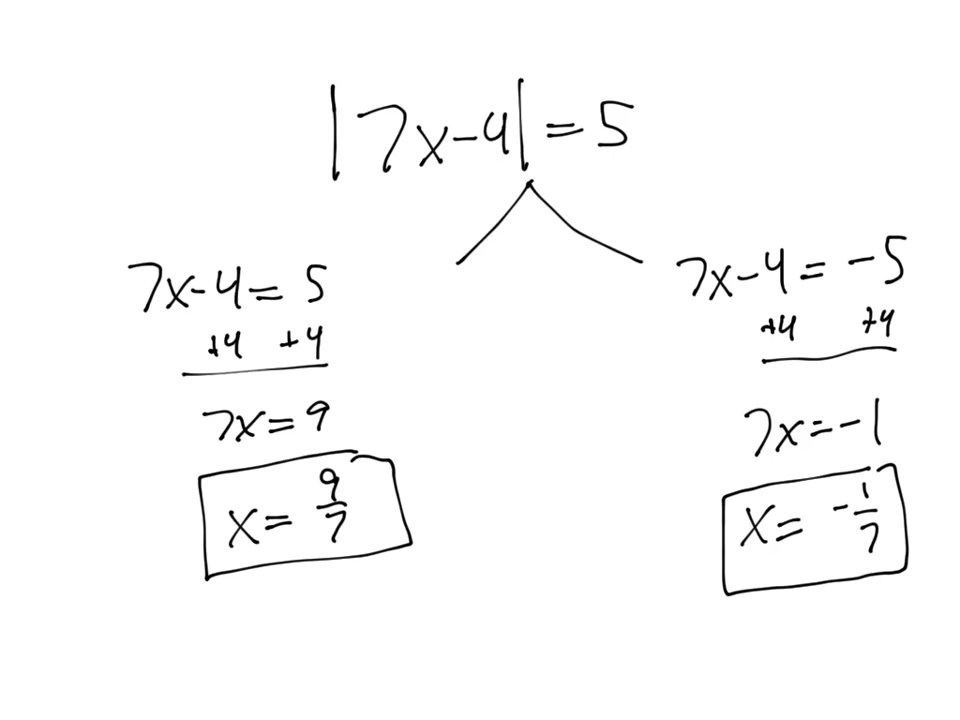 |7x-4| = 5
7x-4 = 5
+4 +4
7x = 9
x = 9/7
7x-4 = -5
+4 +4
7x = -1
x = -1/7